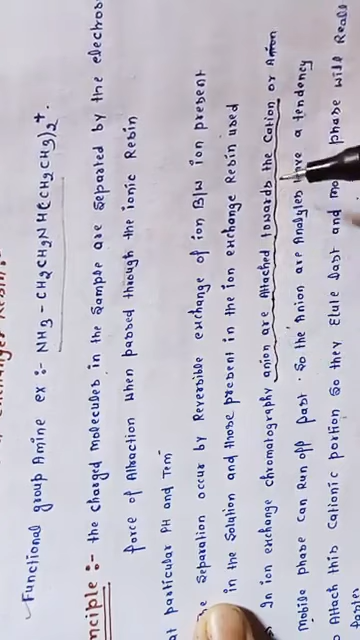 exchanger Resin:-
Functional group Amine ex :- NH3 - CH2CH2NH(CH2CH3)2+.
nciple :- the charged molecules in the sample are separated by the electros
force of Attraction when passed through the ionic Resin
at particular PH and Tem
Separation occur by Reversible exchange of ion B/W ion present
in the Solution and those present in the ion exchange Resin used
In ion exchange chromatography anion are Attached towards the Cation or Anion
mobile phase can run off fast . So the Anion are Analytes have a tendency
Attach this Cationic portion So they Elute last and phase will